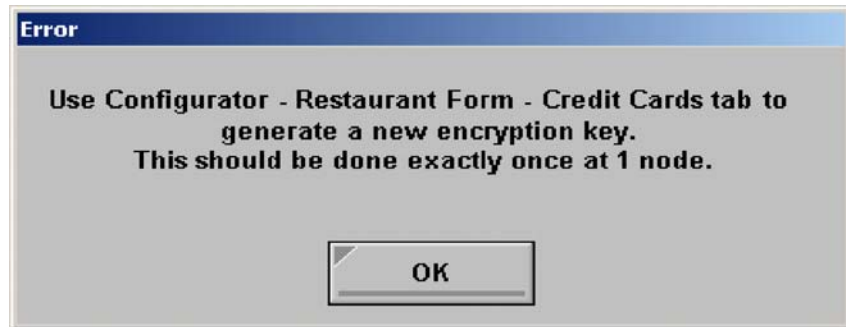 Error
Use Configurator - Restaurant Form - Credit Cards tab to
generate a new encryption key.
This should be done exactly once at 1 node.
OK